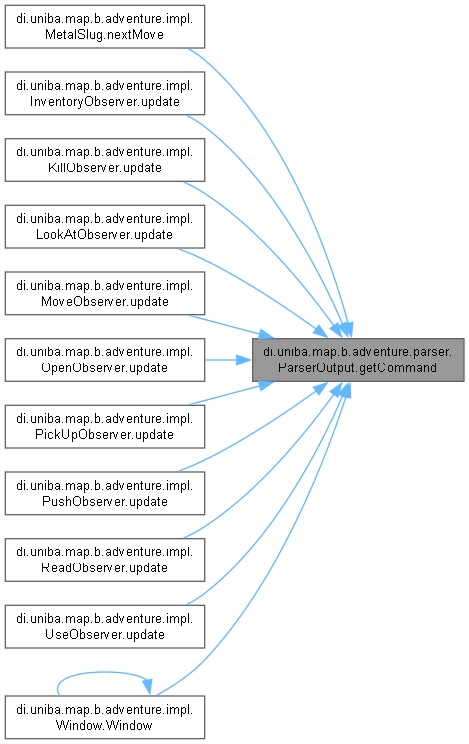 di.uniba.map.b.adventure.impl.
MetalSlug.nextMove
di.uniba.map.b.adventure.impl.
InventoryObserver.update
di.uniba.map.b.adventure.impl.
KillObserver.update
di.uniba.map.b.adventure.impl.
LookAtObserver.update
di.uniba.map.b.adventure.impl.
MoveObserver.update
di.uniba.map.b.adventure.parser.
ParserOutput.getCommand
di.uniba.map.b.adventure.impl.
OpenObserver.update
di.uniba.map.b.adventure.impl.
PickUpObserver.update
di.uniba.map.b.adventure.impl.
PushObserver.update
di.uniba.map.b.adventure.impl.
ReadObserver.update
di.uniba.map.b.adventure.impl.
UseObserver.update
di.uniba.map.b.adventure.impl.
Window.Window